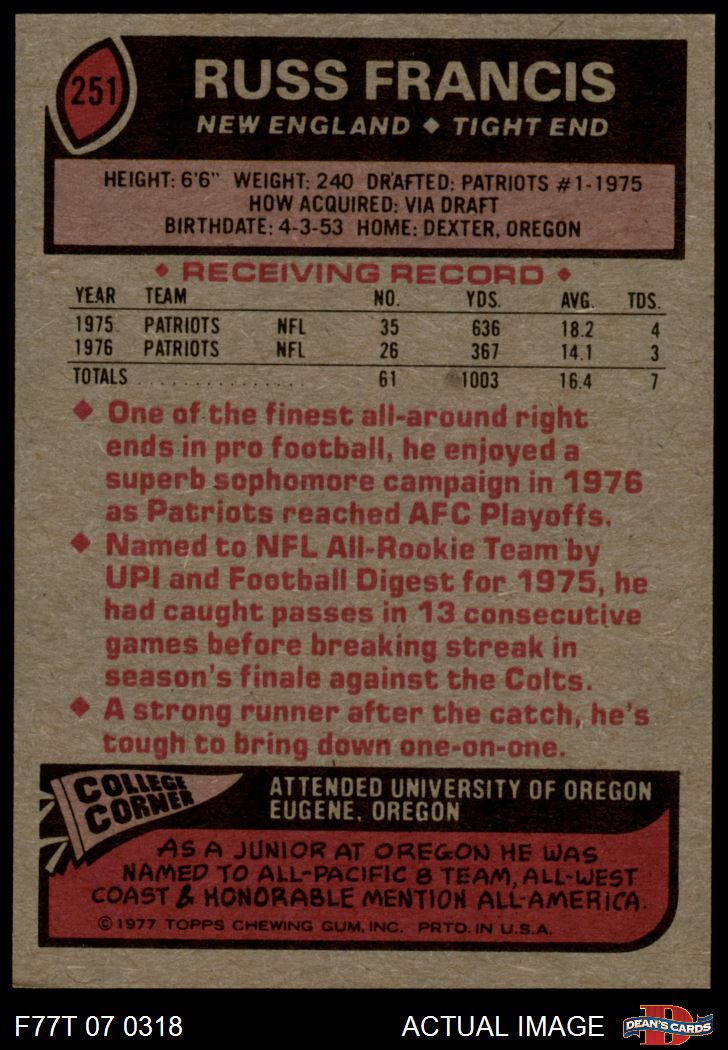 251
RUSS FRANCIS
NEW ENGLAND ◆ TIGHT END
HEIGHT: 6'6" WEIGHT: 240 DRAFTED: PATRIOTS #1-1975
HOW ACQUIRED: VIA DRAFT
BIRTHDATE: 4-3-53 HOME: DEXTER, OREGON
◆ RECEIVING RECORD ◆
YEAR TEAM NO. YDS. AVG. TDS.
1975 PATRIOTS NFL 35 636 18.2 4
1976 PATRIOTS NFL 26 367 14.1 3
TOTALS . . . . . . . . . . . . . . . 61 1003 16.4 7
◆ One of the finest all-around right
ends in pro football, he enjoyed a
superb sophomore campaign in 1976
as Patriots reached AFC Playoffs.
◆ Named to NFL All-Rookie Team by
UPI and Football Digest for 1975, he
had caught passes in 13 consecutive
games before breaking streak in
season's finale against the Colts.
◆ A strong runner after the catch, he's
tough to bring down one-on-one.
COLLEGE
CORNER
ATTENDED UNIVERSITY OF OREGON
EUGENE, OREGON
AS A JUNIOR AT OREGON HE WAS
NAMED TO ALL-PACIFIC 8 TEAM, ALL-WEST
COAST & HONORABLE MENTION ALL-AMERICA.
© 1977 TOPPS CHEWING GUM, INC. PRTD. IN U.S.A.
F77T 07 0318
ACTUAL IMAGE
D
DEAN'S CARDS